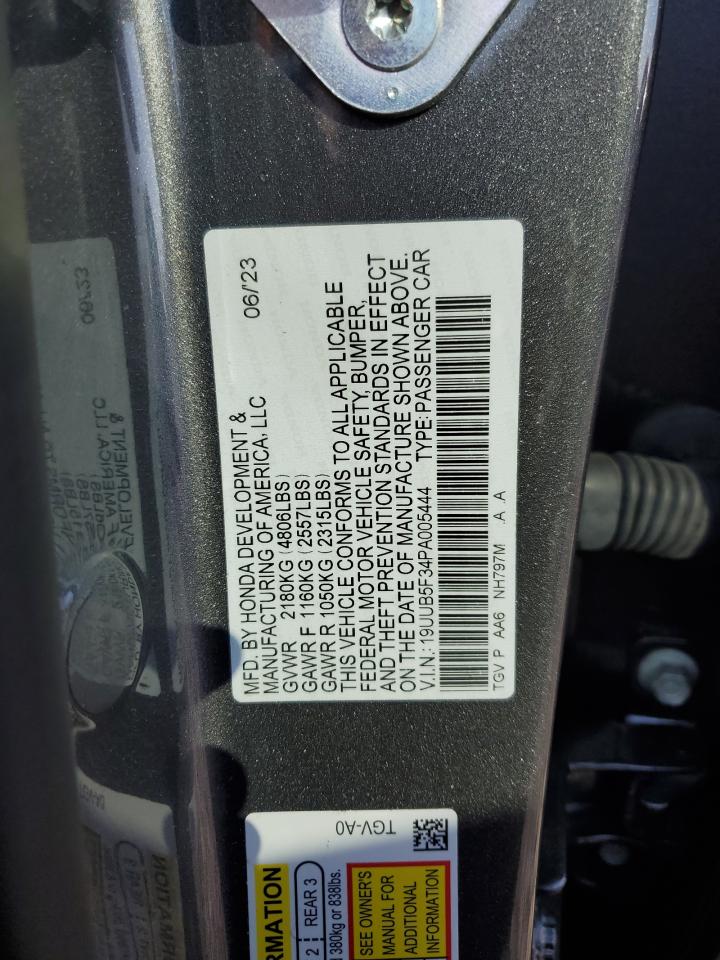 MFD. BY HONDA DEVELOPMENT &
MANUFACTURING OF AMERICA, LLC 06/'23
GVWR 2180KG (4806LBS)
GAWR F 1160KG (2557LBS)
GAWR R 1050KG (2315LBS)
THIS VEHICLE CONFORMS TO ALL APPLICABLE
FEDERAL MOTOR VEHICLE SAFETY, BUMPER,
AND THEFT PREVENTION STANDARDS IN EFFECT
ON THE DATE OF MANUFACTURE SHOWN ABOVE.
V.I.N.: 19UUB5F34PA005444 TYPE: PASSENGER CAR
TGV P AA6 NH797M A A
TGV-A0
RMATION
2 REAR 3
380kg or 838lbs.
SEE OWNER'S
MANUAL FOR
ADDITIONAL
INFORMATION